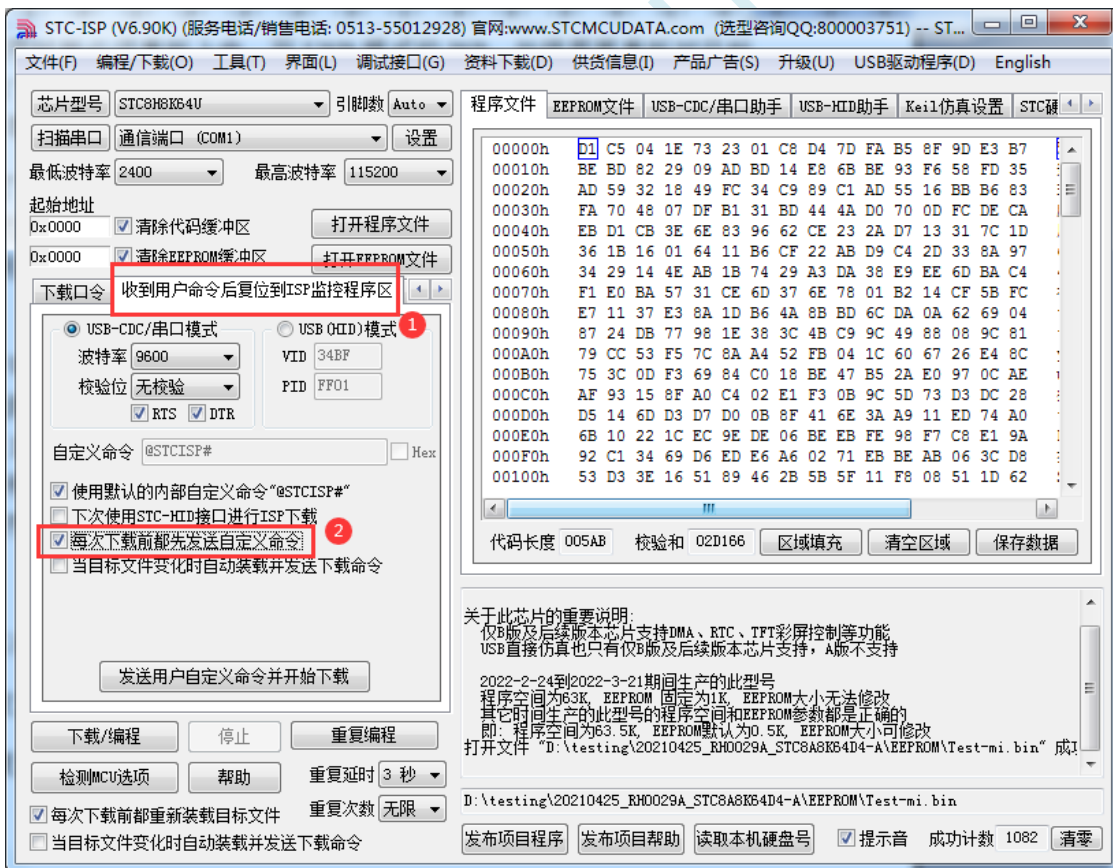 STC-ISP (V6.90K) (服务电话/销售电话: 0513-55012928) 官网:www.STCMCUDATA.com (选型咨询QQ:800003751) -- ST...
文件(F) 编程/下载(O) 工具(T) 界面(L) 调试接口(G) 资料下载(D) 供货信息(I) 产品广告(S) 升级(U) USB驱动程序(D) English
芯片型号 STC8H8K64U 引脚数 Auto
扫描串口 通信端口 (COM1) 设置
最低波特率 2400 最高波特率 115200
起始地址
0x0000 清除代码缓冲区 打开程序文件
0x0000 清除EEPROM缓冲区 打开EEPROM文件
下载口令 收到用户命令后复位到ISP监控程序区
1
USB-CDC/串口模式 USB(HID)模式
波特率 9600 VID 34BF
校验位 无校验 PID FF01
RTS DTR
自定义命令 @STCISP# Hex
使用默认的内部自定义命令"@STCISP#"
下次使用STC-HID接口进行ISP下载
每次下载前都先发送自定义命令
2
当目标文件变化时自动装载并发送下载命令
发送用户自定义命令并开始下载
下载/编程 停止 重复编程
检测MCU选项 帮助 重复延时 3 秒
每次下载前都重新装载目标文件 重复次数 无限
当目标文件变化时自动装载并发送下载命令
程序文件 EEPROM文件 USB-CDC/串口助手 USB-HID助手 Keil仿真设置 STC硬
00000h D1 C5 04 1E 73 23 01 C8 D4 7D FA B5 8F 9D E3 B7
00010h BE BD 82 29 09 AD BD 14 E8 6B BE 93 F6 58 FD 35
00020h AD 59 32 18 49 FC 34 C9 89 C1 AD 55 16 BB B6 83
00030h FA 70 48 07 DF B1 31 BD 44 4A D0 70 0D FC DE CA
00040h EB D1 CB 3E 6E 83 96 62 CE 23 2A D7 13 31 7C 1D
00050h 36 1B 16 01 64 11 B6 CF 22 AB D9 C4 2D 33 8A 97
00060h 34 29 14 4E AB 1B 74 29 A3 DA 38 E9 EE 6D BA C4
00070h F1 E0 BA 57 31 CE 6D 37 6E 78 01 B2 14 CF 5B FC
00080h E7 11 37 E3 8A 1D B6 4A 8B BD 6C DA 0A 62 69 04
00090h 87 24 DB 77 98 1E 38 3C 4B C9 9C 49 88 08 9C 81
000A0h 79 CC 53 F5 7C 8A A4 52 FB 04 1C 60 67 26 E4 8C
000B0h 75 3C 0D F3 69 84 C0 18 BE 47 B5 2A E0 97 0C AE
000C0h AF 93 15 8F A0 C4 02 E1 F3 0B 9C 5D 73 D3 DC 28
000D0h D5 14 6D D3 D7 D0 0B 8F 41 6E 3A A9 11 ED 74 A0
000E0h 6B 10 22 1C EC 9E DE 06 BE EB FE 98 F7 C8 E1 9A
000F0h 92 C1 34 69 D6 ED E6 A6 02 71 EB BE AB 06 3C D8
00100h 53 D3 3E 16 51 89 46 2B 5B 5F 11 F8 08 51 1D 62
代码长度 005AB 校验和 02D166 区域填充 清空区域 保存数据
关于此芯片的重要说明:
仅B版及后续版本芯片支持DMA、RTC、TFT彩屏控制等功能
USB直接仿真也只有仅B版及后续版本芯片支持，A版不支持
2022-2-24到2022-3-21期间生产的此型号
程序空间为63K, EEPROM 固定为1K, EEPROM大小无法修改
其它时间生产的此型号的程序空间和EEPROM参数都是正确的
即: 程序空间为63.5K, EEPROM默认为0.5K, EEPROM大小可修改
打开文件 "D:\testing\20210425_RH0029A_STC8A8K64D4-A\EEPROM\Test-mi.bin" 成功
D:\testing\20210425_RH0029A_STC8A8K64D4-A\EEPROM\Test-mi.bin
发布项目程序 发布项目帮助 读取本机硬盘号 提示音 成功计数 1082 清零